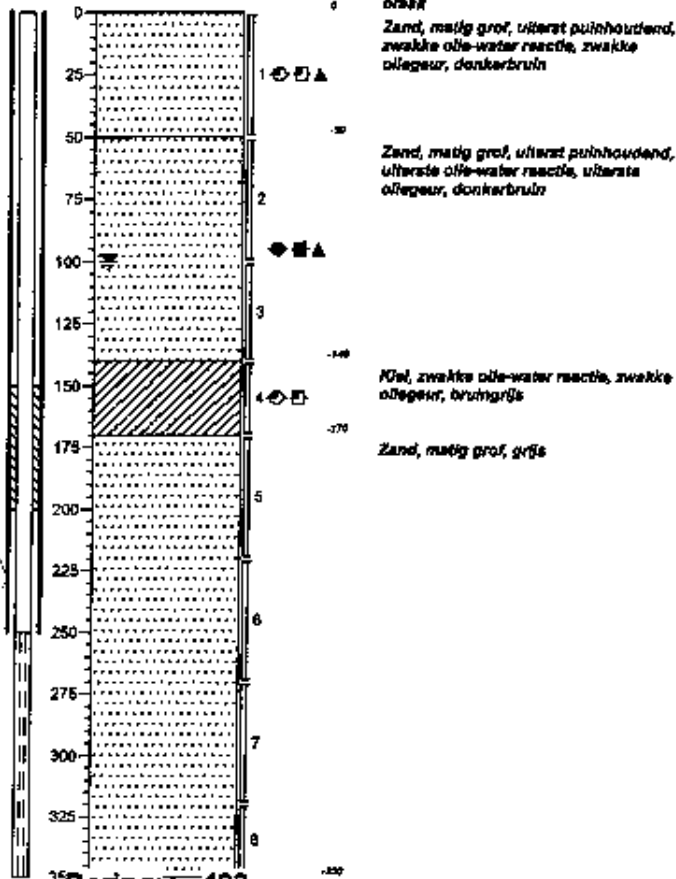 braak
0
Zand, matig grof, uiterst puinhoudend,
zwakke olie-water reactie, zwakke
oliegeur, donkerbruin
0
25
1
50
-50
Zand, matig grof, uiterst puinhoudend,
uiterste olie-water reactie, uiterste
oliegeur, donkerbruin
75
2
100
125
3
-140
150
Klei, zwakke olie-water reactie, zwakke
oliegeur, bruingrijs
4
-170
175
Zand, matig grof, grijs
200
5
225
250
6
275
300
7
325
8
350
-350